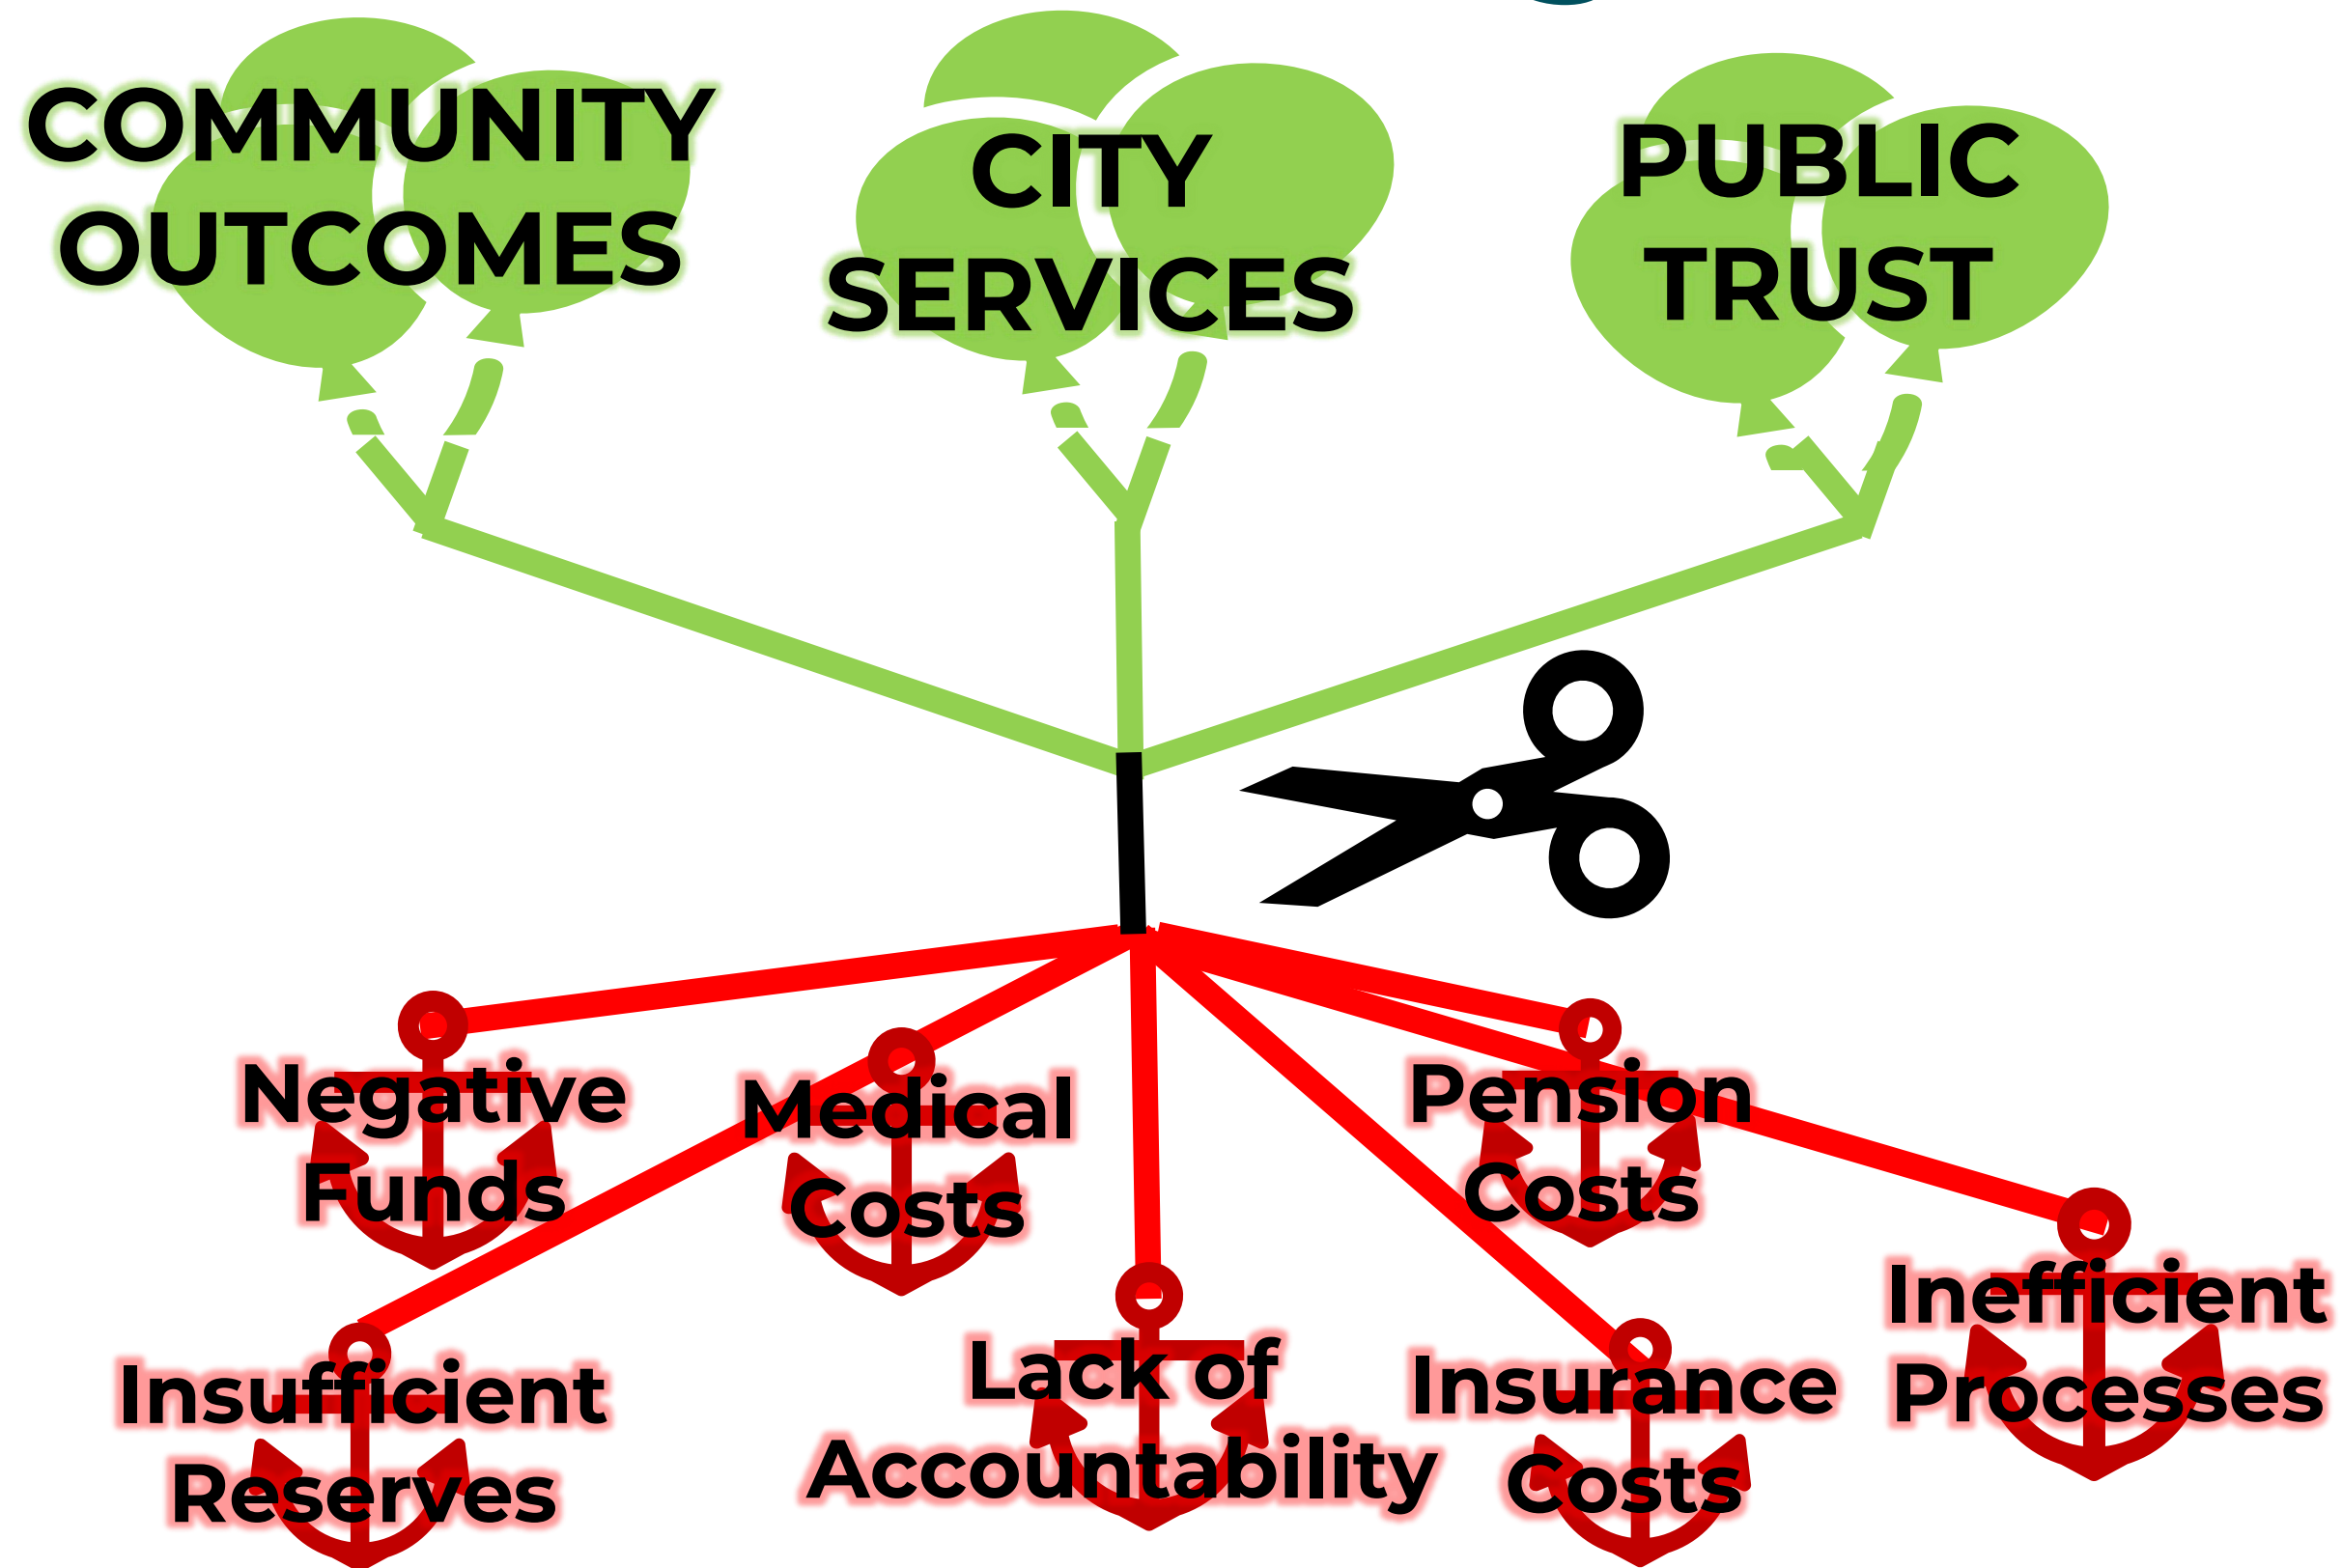 COMMUNITY
OUTCOMES
CITY
SERVICES
PUBLIC
TRUST
Negative
Funds
Medical
Costs
Pension
Costs
Inefficient
Processes
Insufficient
Reserves
Lack of
Accountability
Insurance
Costs